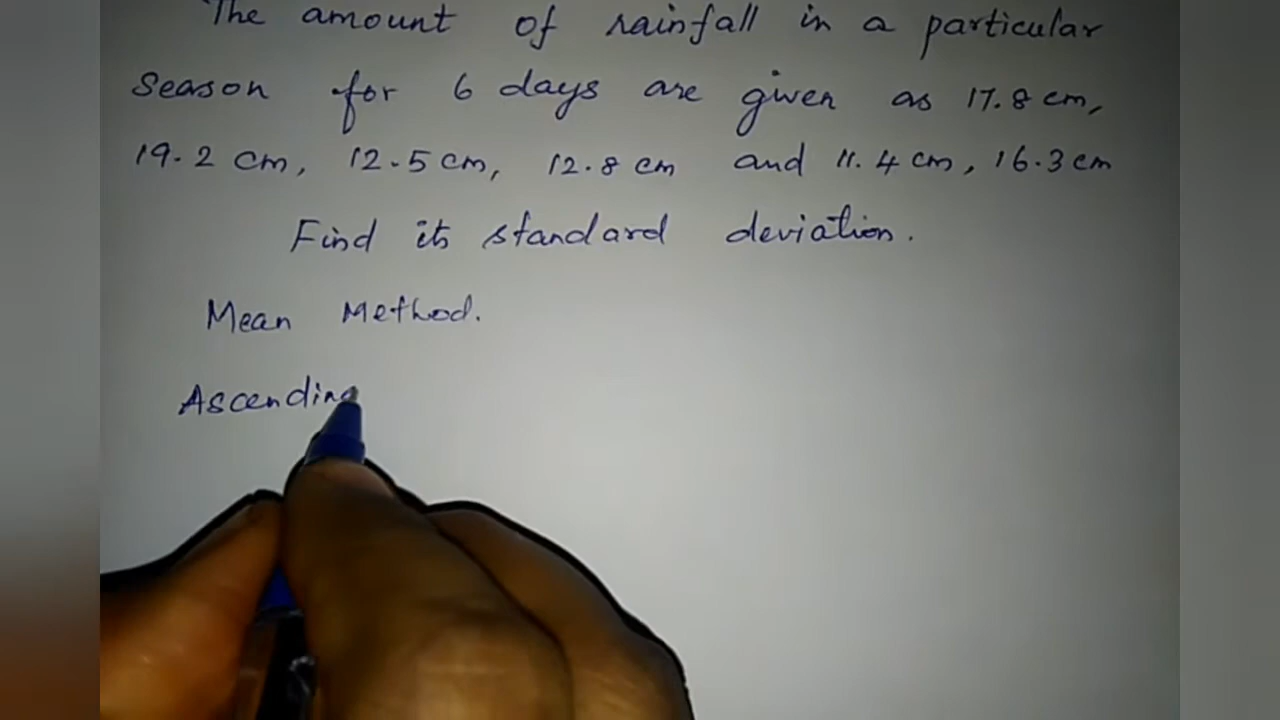 The amount of rainfall in a particular
Season for 6 days are given as 17.8 cm,
19.2 cm, 12.5 cm, 12.8 cm and 11.4 cm, 16.3 cm
Find its standard deviation.
Mean Method.
Ascending